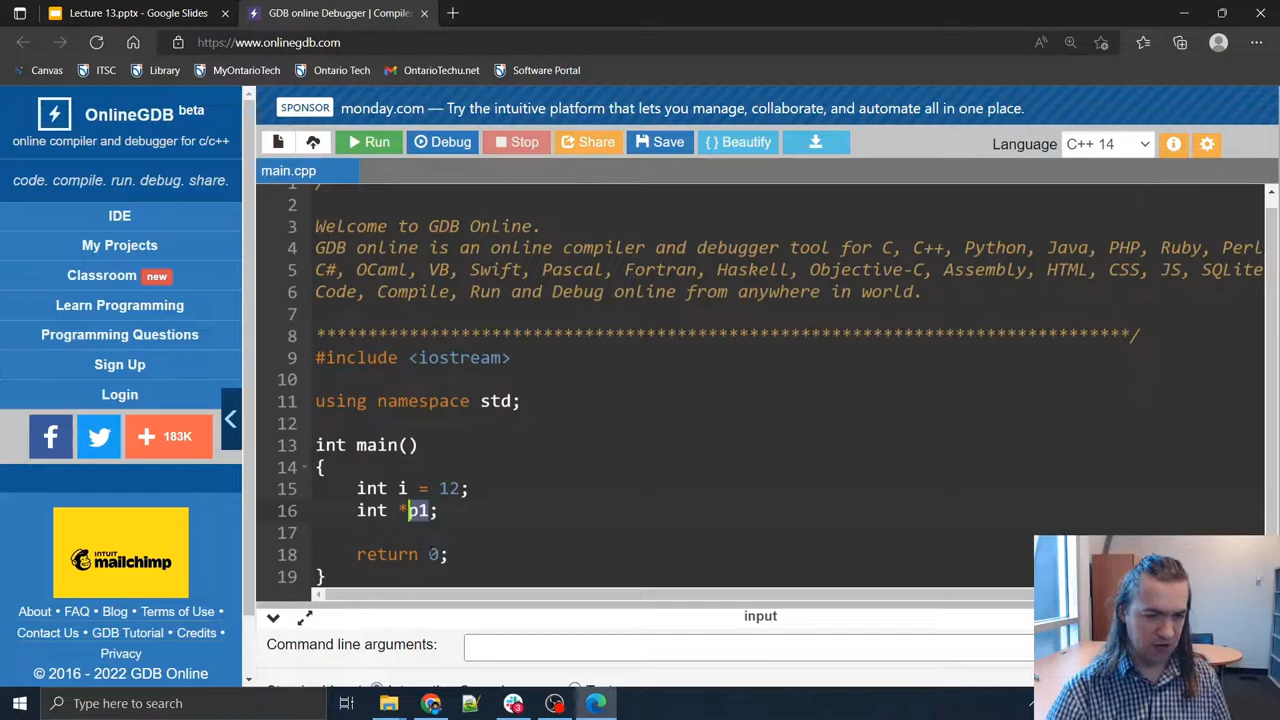 Lecture 13.pptx - Google Slides
GDB online Debugger | Compile
https://www.onlinegdb.com
Canvas
ITSC
Library
MyOntarioTech
Ontario Tech
OntarioTechu.net
Software Portal
OnlineGDB beta
online compiler and debugger for c/c++
code. compile. run. debug. share.
IDE
My Projects
Classroom new
Learn Programming
Programming Questions
Sign Up
Login
183K
INTUIT
mailchimp
About • FAQ • Blog • Terms of Use •
Contact Us • GDB Tutorial • Credits •
Privacy
© 2016 - 2022 GDB Online
SPONSOR monday.com — Try the intuitive platform that lets you manage, collaborate, and automate all in one place.
Run Debug Stop Share Save { } Beautify
Language C++ 14
main.cpp
1 /
2
3 Welcome to GDB Online.
4 GDB online is an online compiler and debugger tool for C, C++, Python, Java, PHP, Ruby, Perl
5 C#, OCaml, VB, Swift, Pascal, Fortran, Haskell, Objective-C, Assembly, HTML, CSS, JS, SQLite
6 Code, Compile, Run and Debug online from anywhere in world.
7
8 *******************************************************************************/
9 #include <iostream>
10
11 using namespace std;
12
13 int main()
14 {
15 int i = 12;
16 int *p1;
17
18 return 0;
19 }
input
Command line arguments:
Type here to search